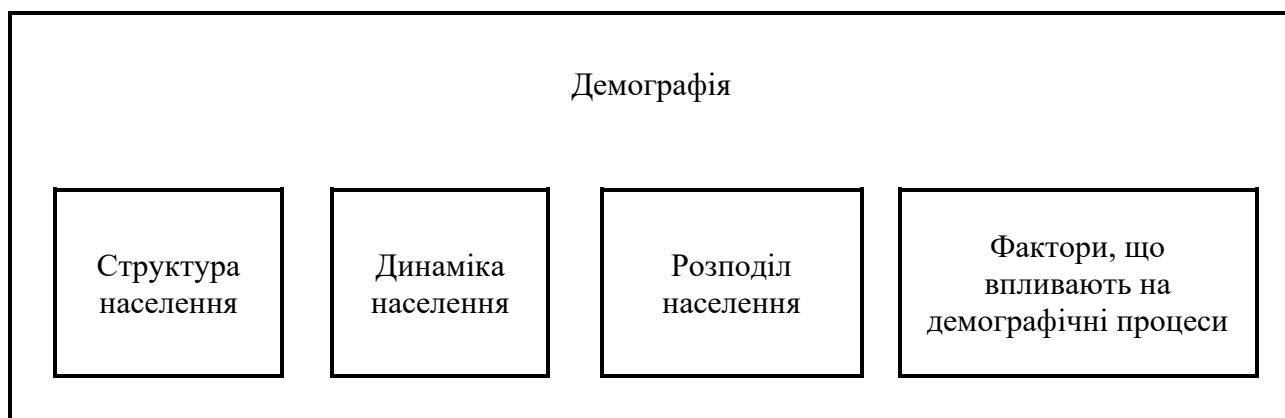 Демографія
Структура
населення
Динаміка
населення
Розподіл
населення
Фактори, що
впливають на
демографічні процеси